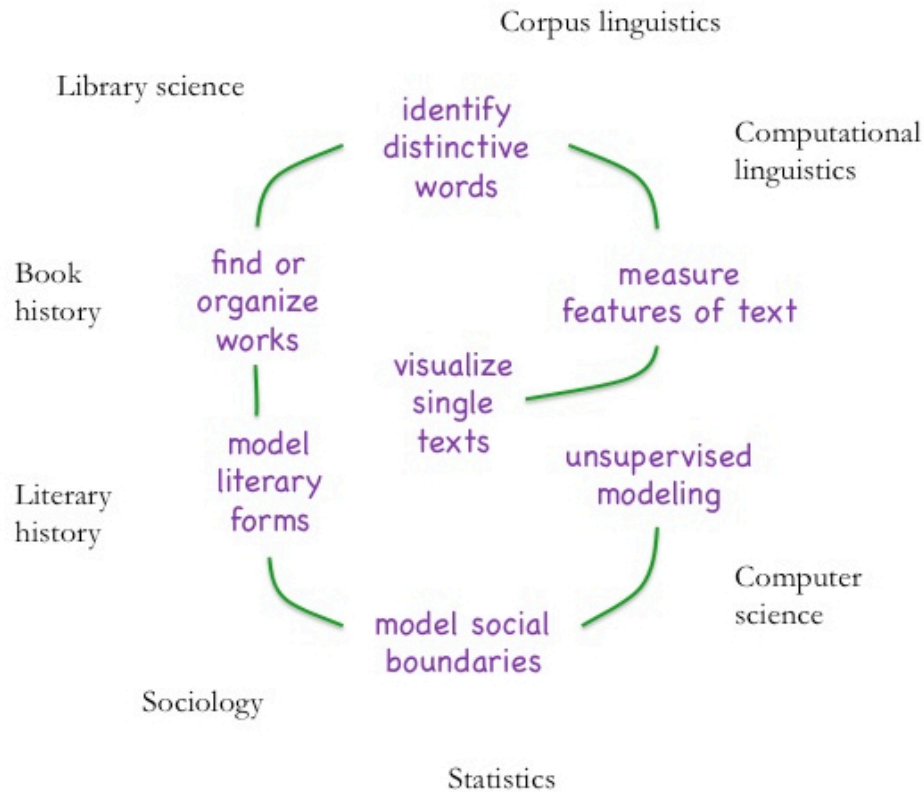 Corpus linguistics
Library science
identify
distinctive
words
Computational
linguistics
Book
history
find or
organize
works
measure
features of text
visualize
single
texts
model
literary
forms
unsupervised
modeling
Literary
history
Computer
science
model social
boundaries
Sociology
Statistics